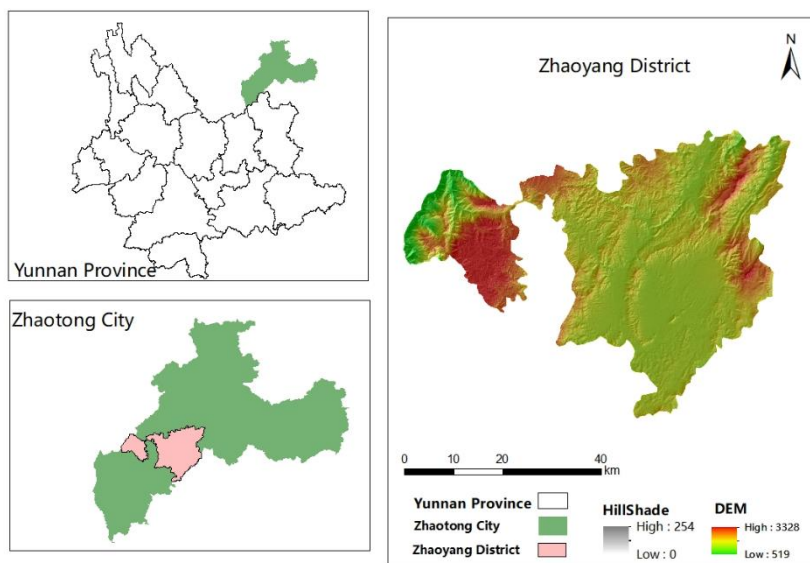 Yunnan Province
Zhaotong City
Zhaoyang District
N
0 10 20 40
km
Yunnan Province
Zhaotong City
Zhaoyang District
HillShade
High : 254
Low : 0
DEM
High : 3328
Low : 519